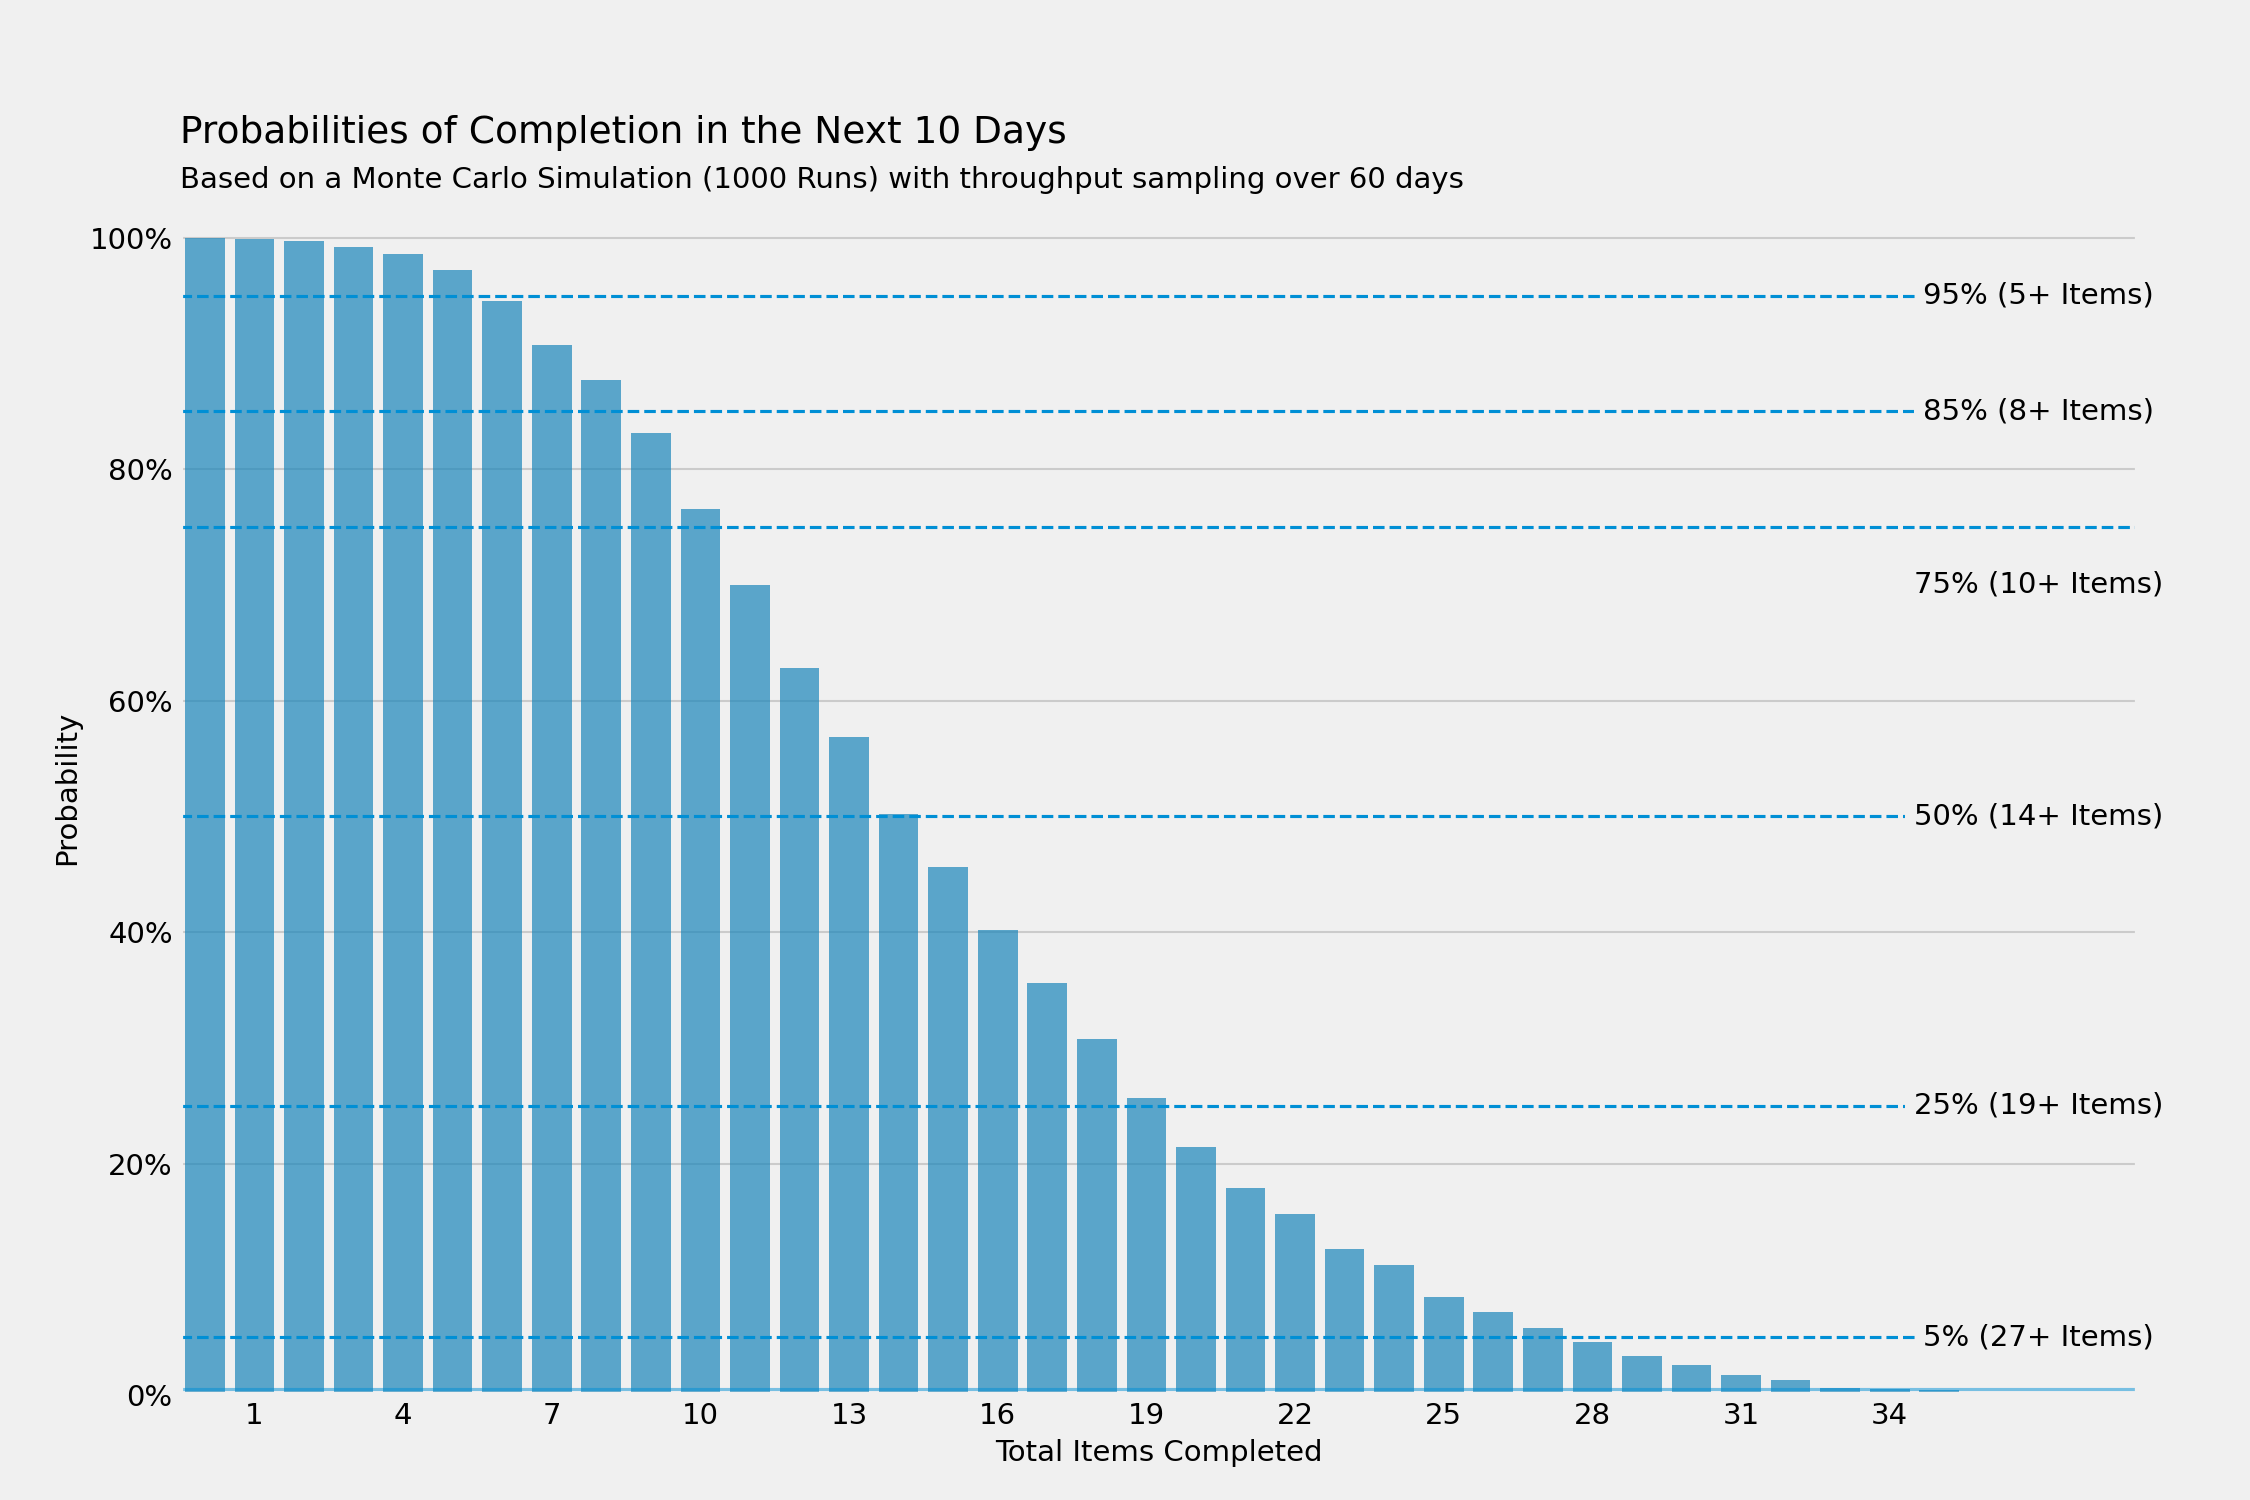 Probabilities of Completion in the Next 10 Days
Based on a Monte Carlo Simulation (1000 Runs) with throughput sampling over 60 days
100%
95% (5+ Items)
85% (8+ Items)
80%
75% (10+ Items)
60%
Probability
50% (14+ Items)
40%
25% (19+ Items)
20%
5% (27+ Items)
0%
1 4 7 10 13 16 19 22 25 28 31 34
Total Items Completed